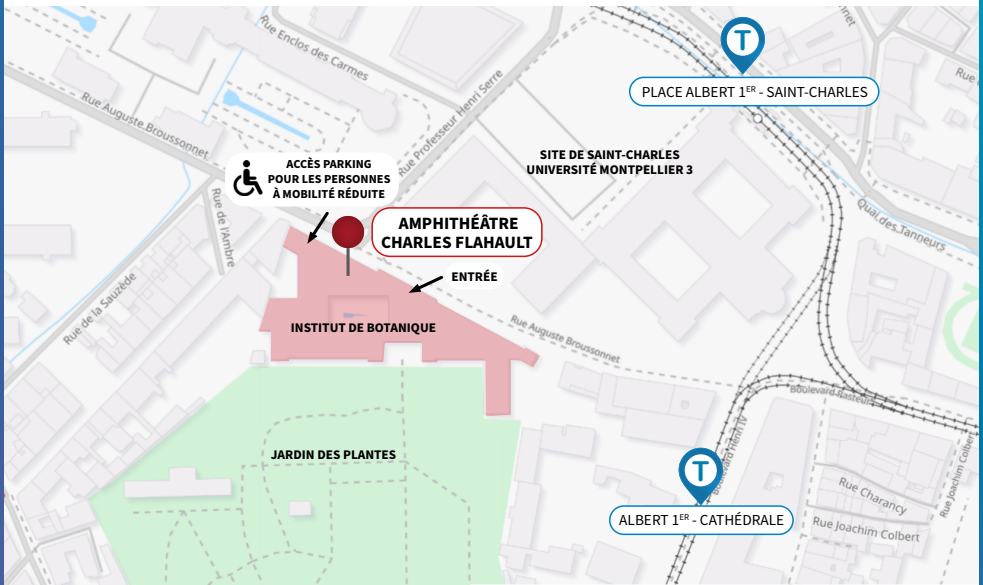 Rue Enclos des Carmes
T
PLACE ALBERT 1ER - SAINT-CHARLES
Rue Auguste Broussonnet
Rue Professeur Henri Serre
SITE DE SAINT-CHARLES
UNIVERSITÉ MONTPELLIER 3
ACCÈS PARKING
POUR LES PERSONNES
À MOBILITÉ RÉDUITE
Rue de l'Ambre
AMPHITHÉÂTRE
CHARLES FLAHAULT
Quai des Tanneurs
ENTRÉE
Rue de la Sauzède
INSTITUT DE BOTANIQUE
Rue Auguste Broussonnet
Boulevard Pasteur
Boulevard Henri IV
JARDIN DES PLANTES
T
ALBERT 1ER - CATHÉDRALE
Rue Charancy
Rue Joachim Colbert
Rue Joachim Colbert